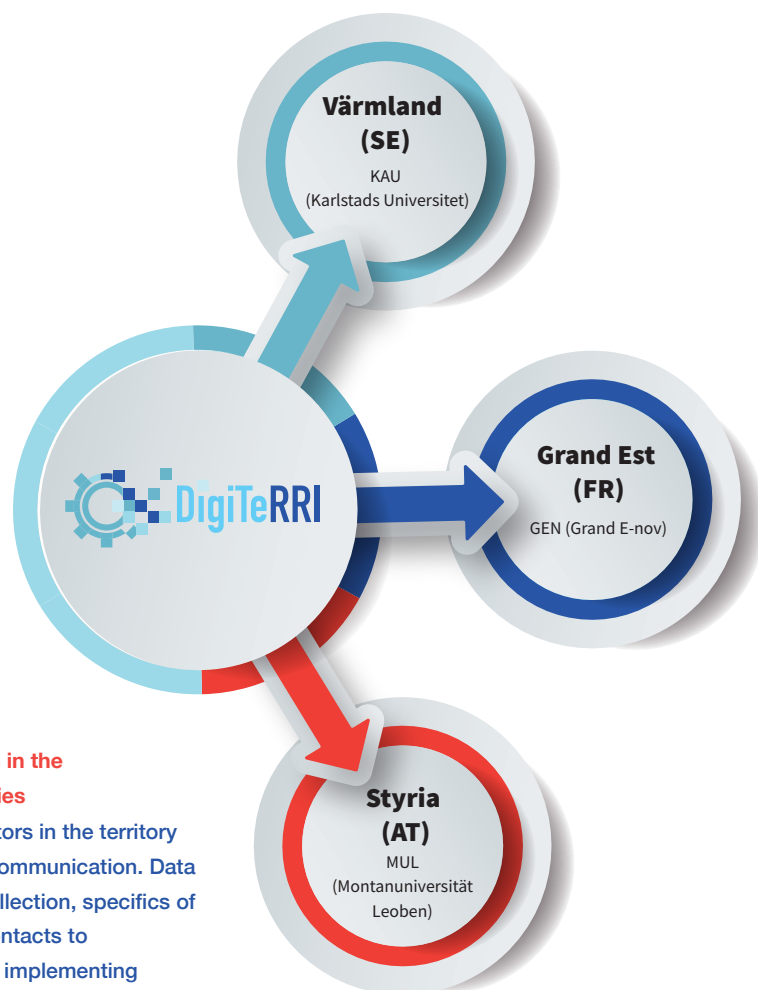 Värmland
(SE)
KAU
(Karlstads Universitet)
DigiTeRRI
Grand Est
(FR)
GEN (Grand E-nov)
Styria
(AT)
MUL
(Montanuniversität
Leoben)
in the
tors in the territory
ommunication. Data
llection, specifics of
ntacts to
implementing